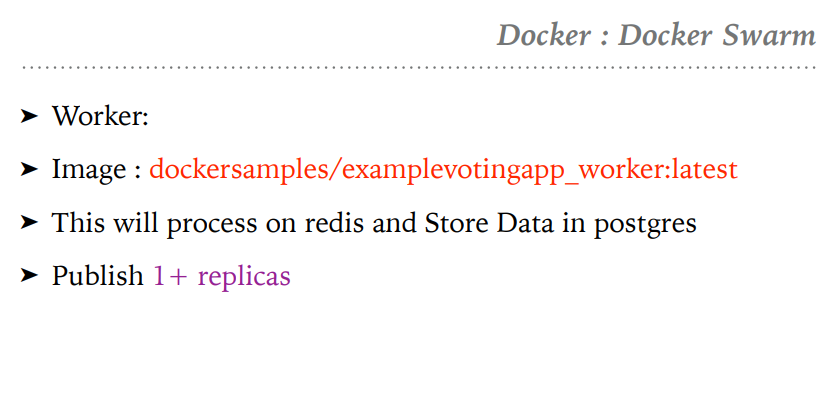 Docker : Docker Swarm
➤ Worker:
➤ Image : dockersamples/examplevotingapp_worker:latest
➤ This will process on redis and Store Data in postgres
➤ Publish 1+ replicas